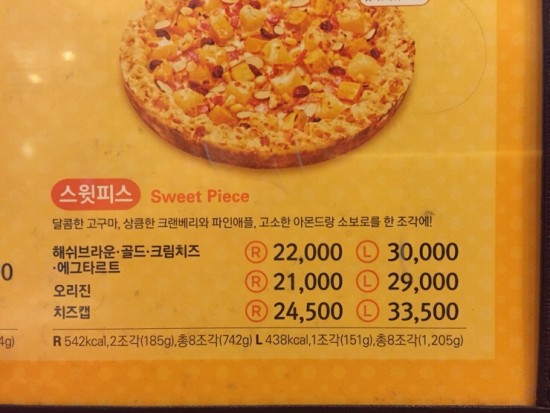 스윗피스 Sweet Piece
달콤한 고구마, 상큼한 크랜베리와 파인애플, 고소한 아몬드랑 소보로를 한 조각에!
해쉬브라운·골드·크림치즈 R 22,000 L 30,000
·에그타르트
오리진 R 21,000 L 29,000
치즈캡 R 24,500 L 33,500
R 542kcal,2조각(185g),총8조각(742g) L 438kcal,1조각(151g),총8조각(1,205g)
0
4g)